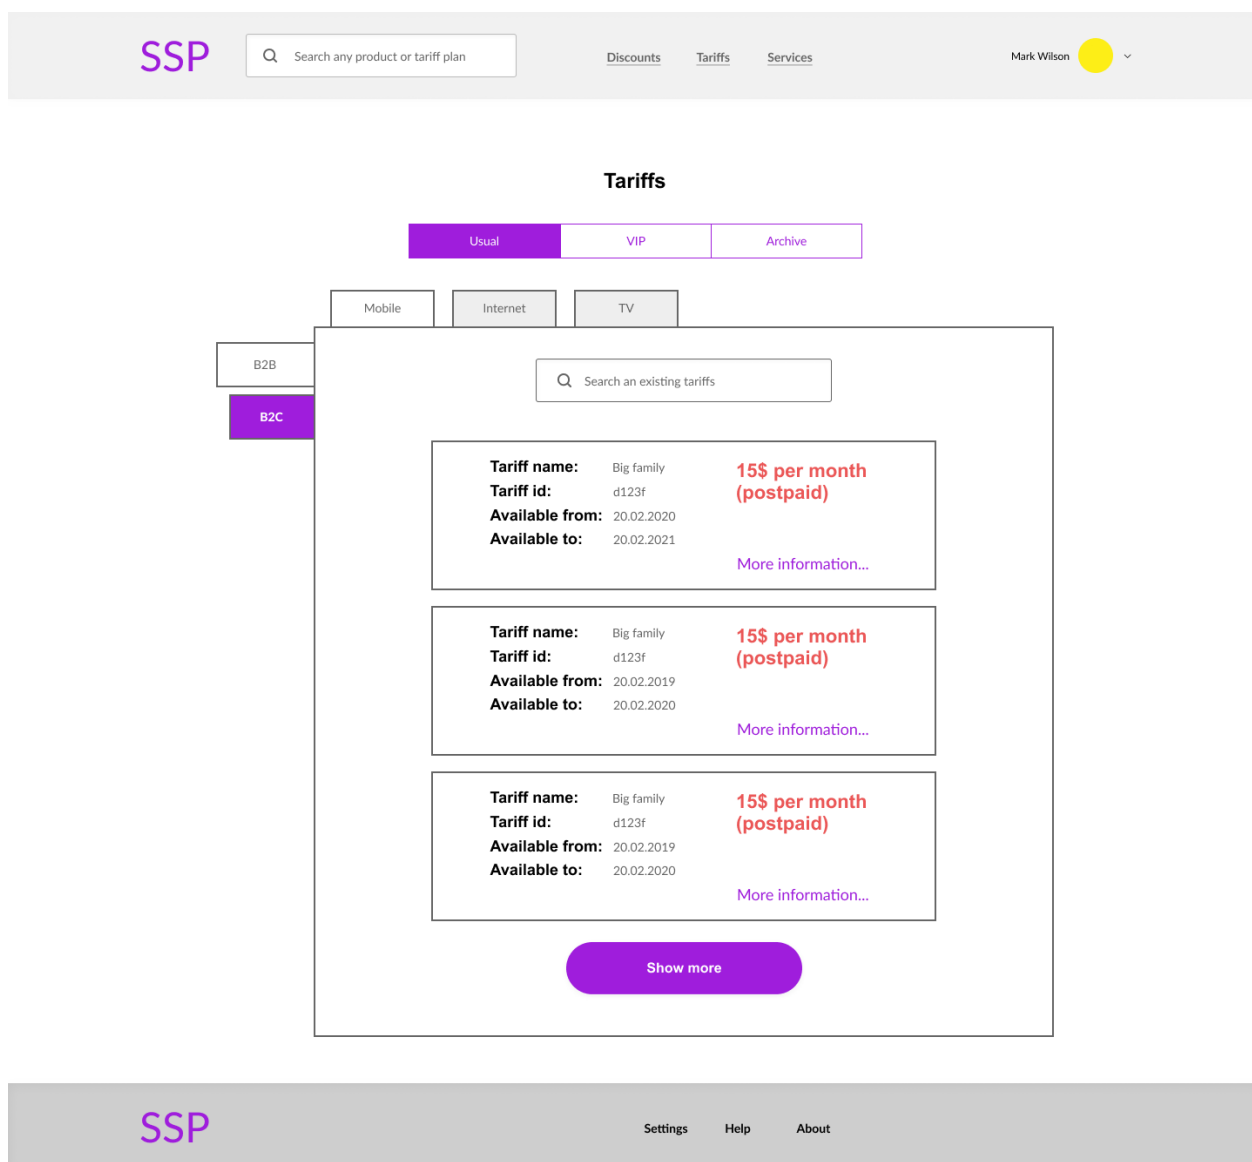 SSP
Search any product or tariff plan
Discounts Tariffs Services
Mark Wilson
Tariffs
Usual VIP Archive
Mobile Internet TV
B2B
B2C
Search an existing tariffs
Tariff name: Big family
Tariff id: d123f
Available from: 20.02.2020
Available to: 20.02.2021
15$ per month
(postpaid)
More information...
Tariff name: Big family
Tariff id: d123f
Available from: 20.02.2019
Available to: 20.02.2020
15$ per month
(postpaid)
More information...
Tariff name: Big family
Tariff id: d123f
Available from: 20.02.2019
Available to: 20.02.2020
15$ per month
(postpaid)
More information...
Show more
SSP
Settings Help About